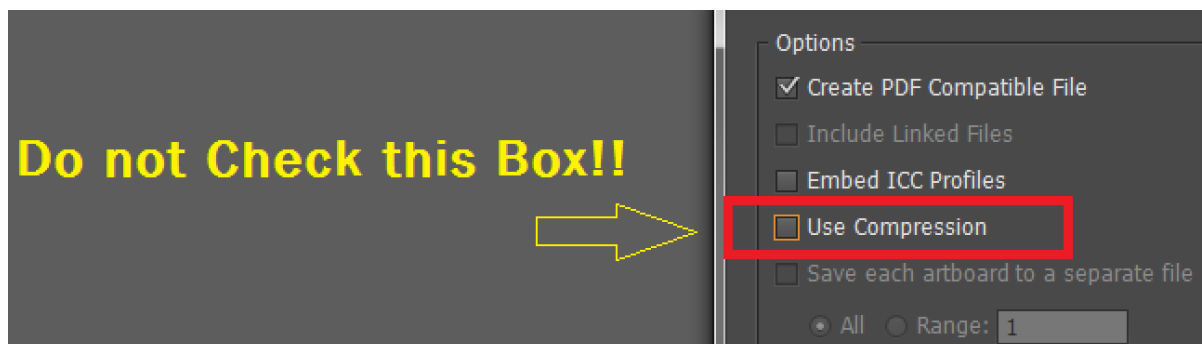 Options
Create PDF Compatible File
Include Linked Files
Do not Check this Box!!
Embed ICC Profiles
Use Compression
Save each artboard to a separate file
All Range: 1